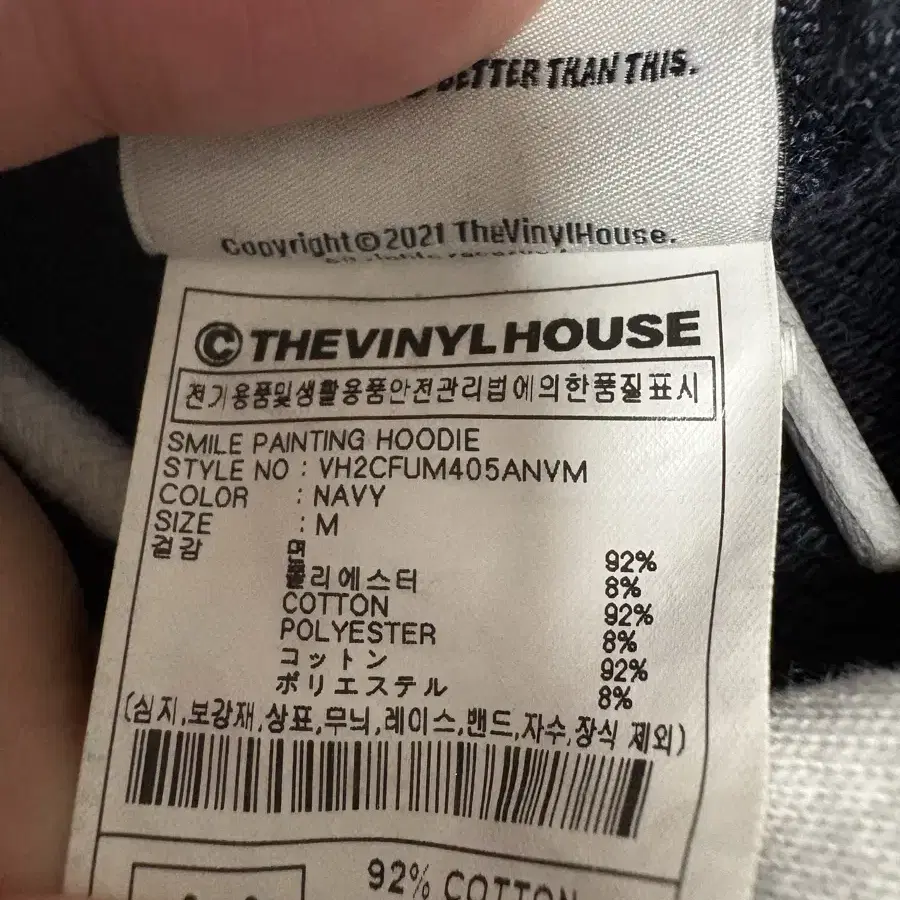 BETTER THAN THIS.
Copyright©2021 TheVinylHouse.
©THEVINYLHOUSE
전기용품및생활용품안전관리법에의한품질표시
SMILE PAINTING HOODIE
STYLE NO : VH2CFUM405ANVM
COLOR : NAVY
SIZE : M
겉감 면 92%
폴리에스터 8%
COTTON 92%
POLYESTER 8%
コットン 92%
ポリエステル 8%
(심지,보강재,상표,무늬,레이스,밴드,자수,장식 제외)
92% COTTON